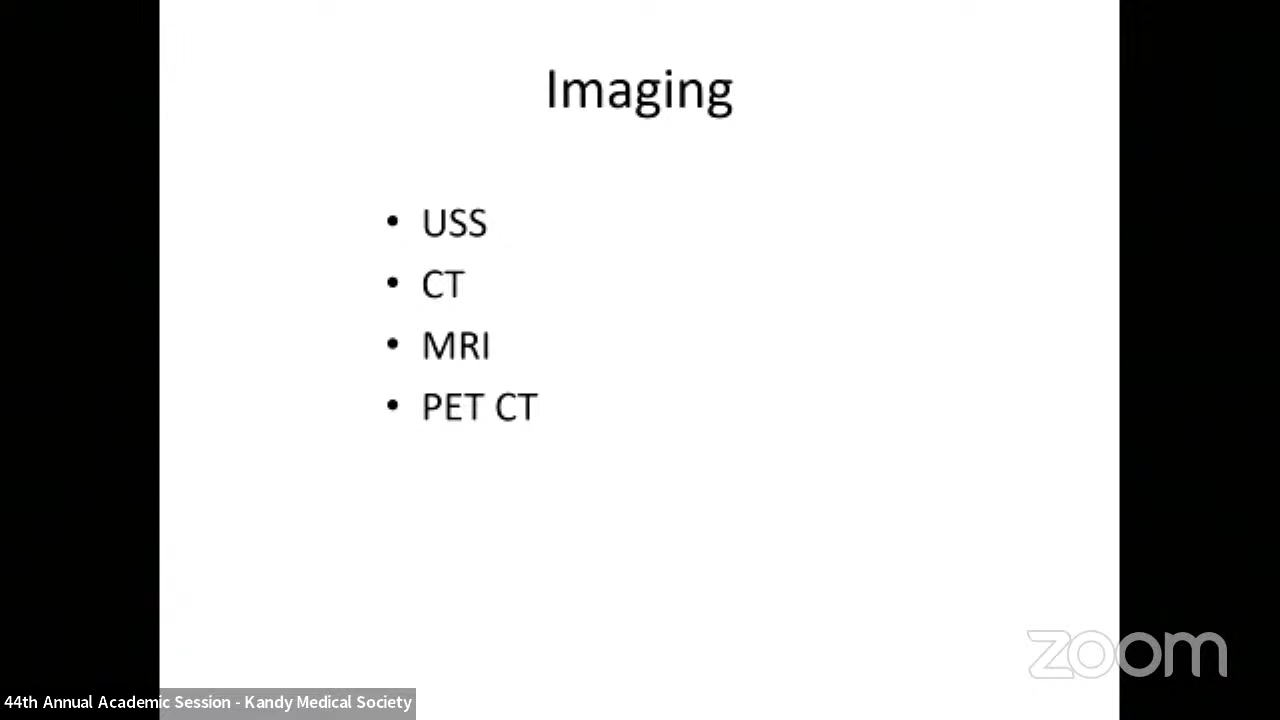 Imaging
• USS
• CT
• MRI
• PET CT
zoom
44th Annual Academic Session - Kandy Medical Society